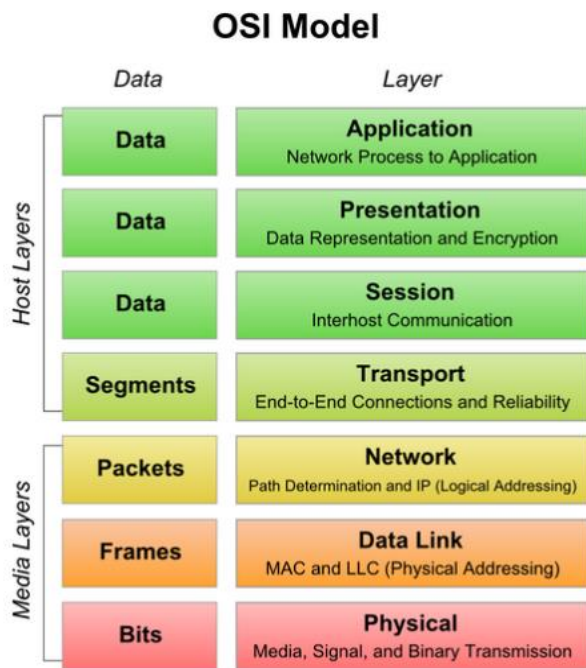 OSI Model
Data Layer
Host Layers
Data
Application
Network Process to Application
Data
Presentation
Data Representation and Encryption
Data
Session
Interhost Communication
Segments
Transport
End-to-End Connections and Reliability
Media Layers
Packets
Network
Path Determination and IP (Logical Addressing)
Frames
Data Link
MAC and LLC (Physical Addressing)
Bits
Physical
Media, Signal, and Binary Transmission